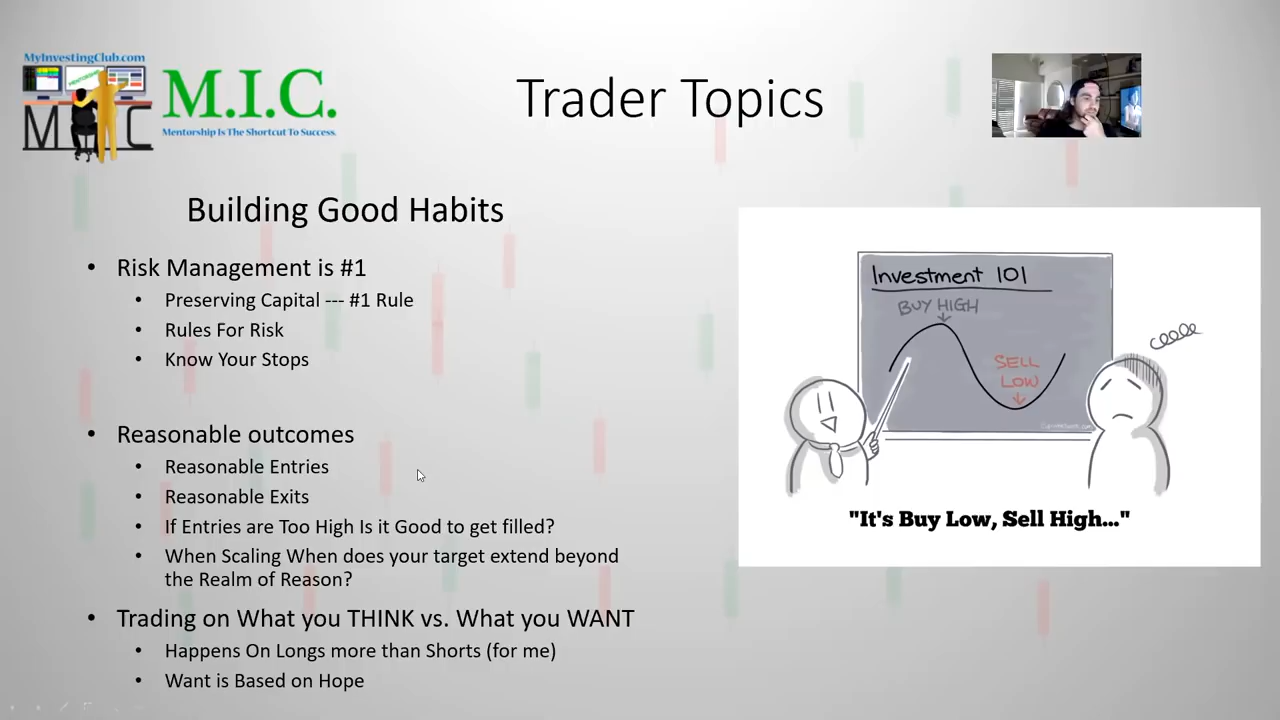 MyInvestingClub.com
MIC
M.I.C.
Mentorship Is The Shortcut To Success.
Trader Topics
Building Good Habits
• Risk Management is #1
• Preserving Capital --- #1 Rule
• Rules For Risk
• Know Your Stops
• Reasonable outcomes
• Reasonable Entries
• Reasonable Exits
• If Entries are Too High Is it Good to get filled?
• When Scaling When does your target extend beyond
the Realm of Reason?
• Trading on What you THINK vs. What you WANT
• Happens On Longs more than Shorts (for me)
• Want is Based on Hope
Investment 101
BUY HIGH
SELL
LOW
"It's Buy Low, Sell High..."